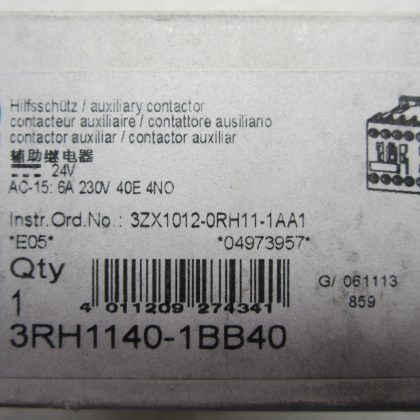 Hilfsschütz / auxiliary contactor
contacteur auxiliaire / contattore ausiliario
contactor auxiliar / contactor auxiliar
辅助继电器
24V
AC-15: 6A 230V 40E 4NO
Instr.Ord.No.: 3ZX1012-0RH11-1AA1
*E05* *04973957*
Qty
1
G/ 061113
859
4 011209 274341
3RH1140-1BB40